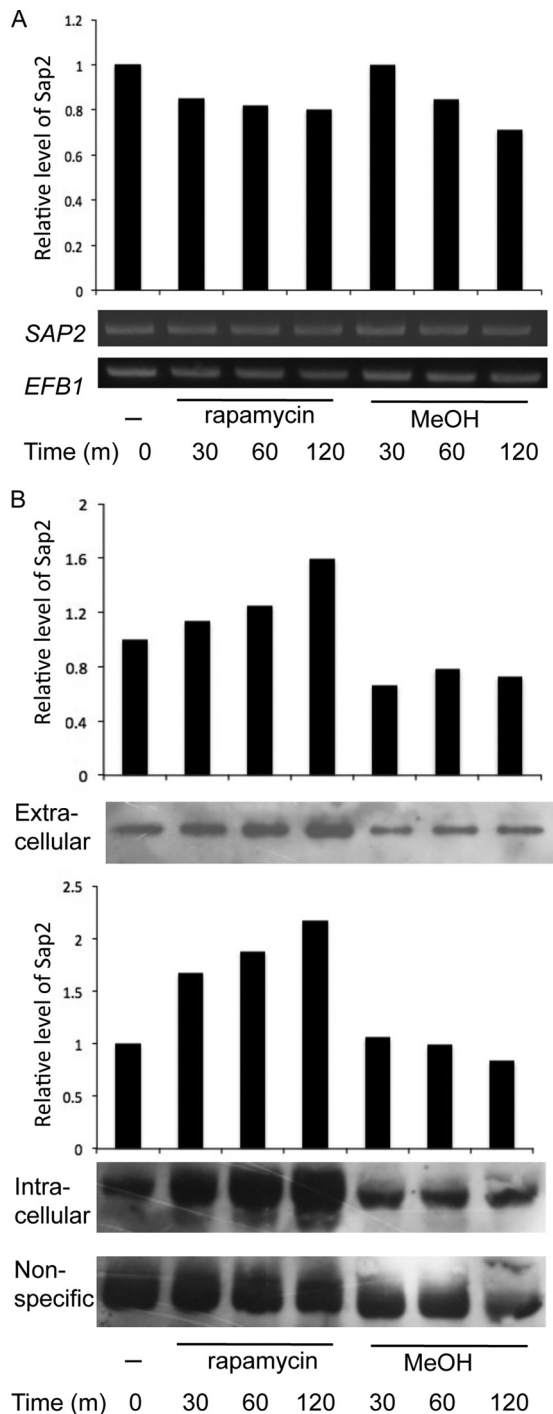 A
Relative level of Sap2
1.2
1
0.8
0.6
0.4
0.2
0
SAP2
EFB1
– rapamycin MeOH
Time (m) 0 30 60 120 30 60 120
B
Relative level of Sap2
2
1.6
1.2
0.8
0.4
0
Extra-
cellular
Relative level of Sap2
2.5
2
1.5
1
0.5
0
Intra-
cellular
Non-
specific
– rapamycin MeOH
Time (m) 0 30 60 120 30 60 120